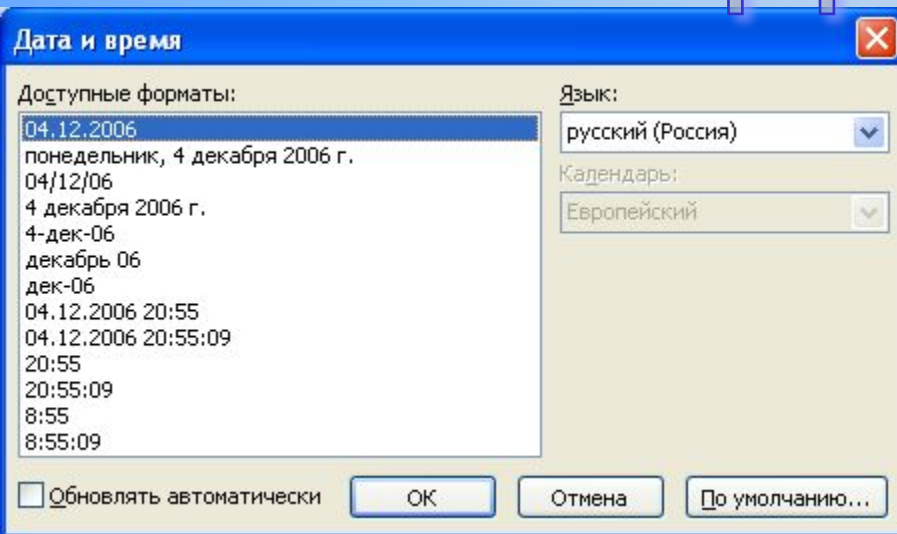 Дата и время
Доступные форматы:
04.12.2006
понедельник, 4 декабря 2006 г.
04/12/06
4 декабря 2006 г.
4-дек-06
декабрь 06
дек-06
04.12.2006 20:55
04.12.2006 20:55:09
20:55
20:55:09
8:55
8:55:09
Язык:
русский (Россия)
Календарь:
Европейский
Обновлять автоматически
ОК
Отмена
По умолчанию...